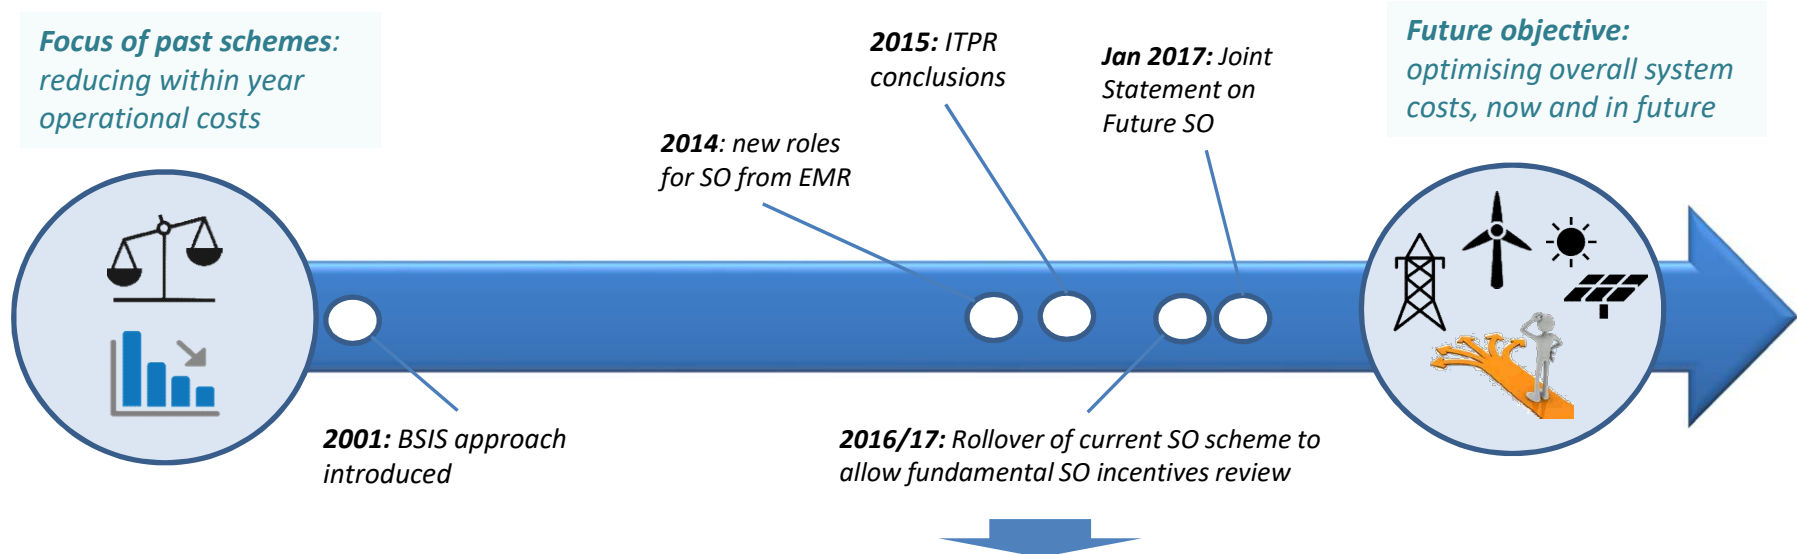 Focus of past schemes:
reducing within year
operational costs
2015: ITPR
conclusions
Jan 2017: Joint
Statement on
Future SO
Future objective:
optimising overall system
costs, now and in future
2014: new roles
for SO from EMR
2001: BSIS approach
introduced
2016/17: Rollover of current SO scheme to
allow fundamental SO incentives review